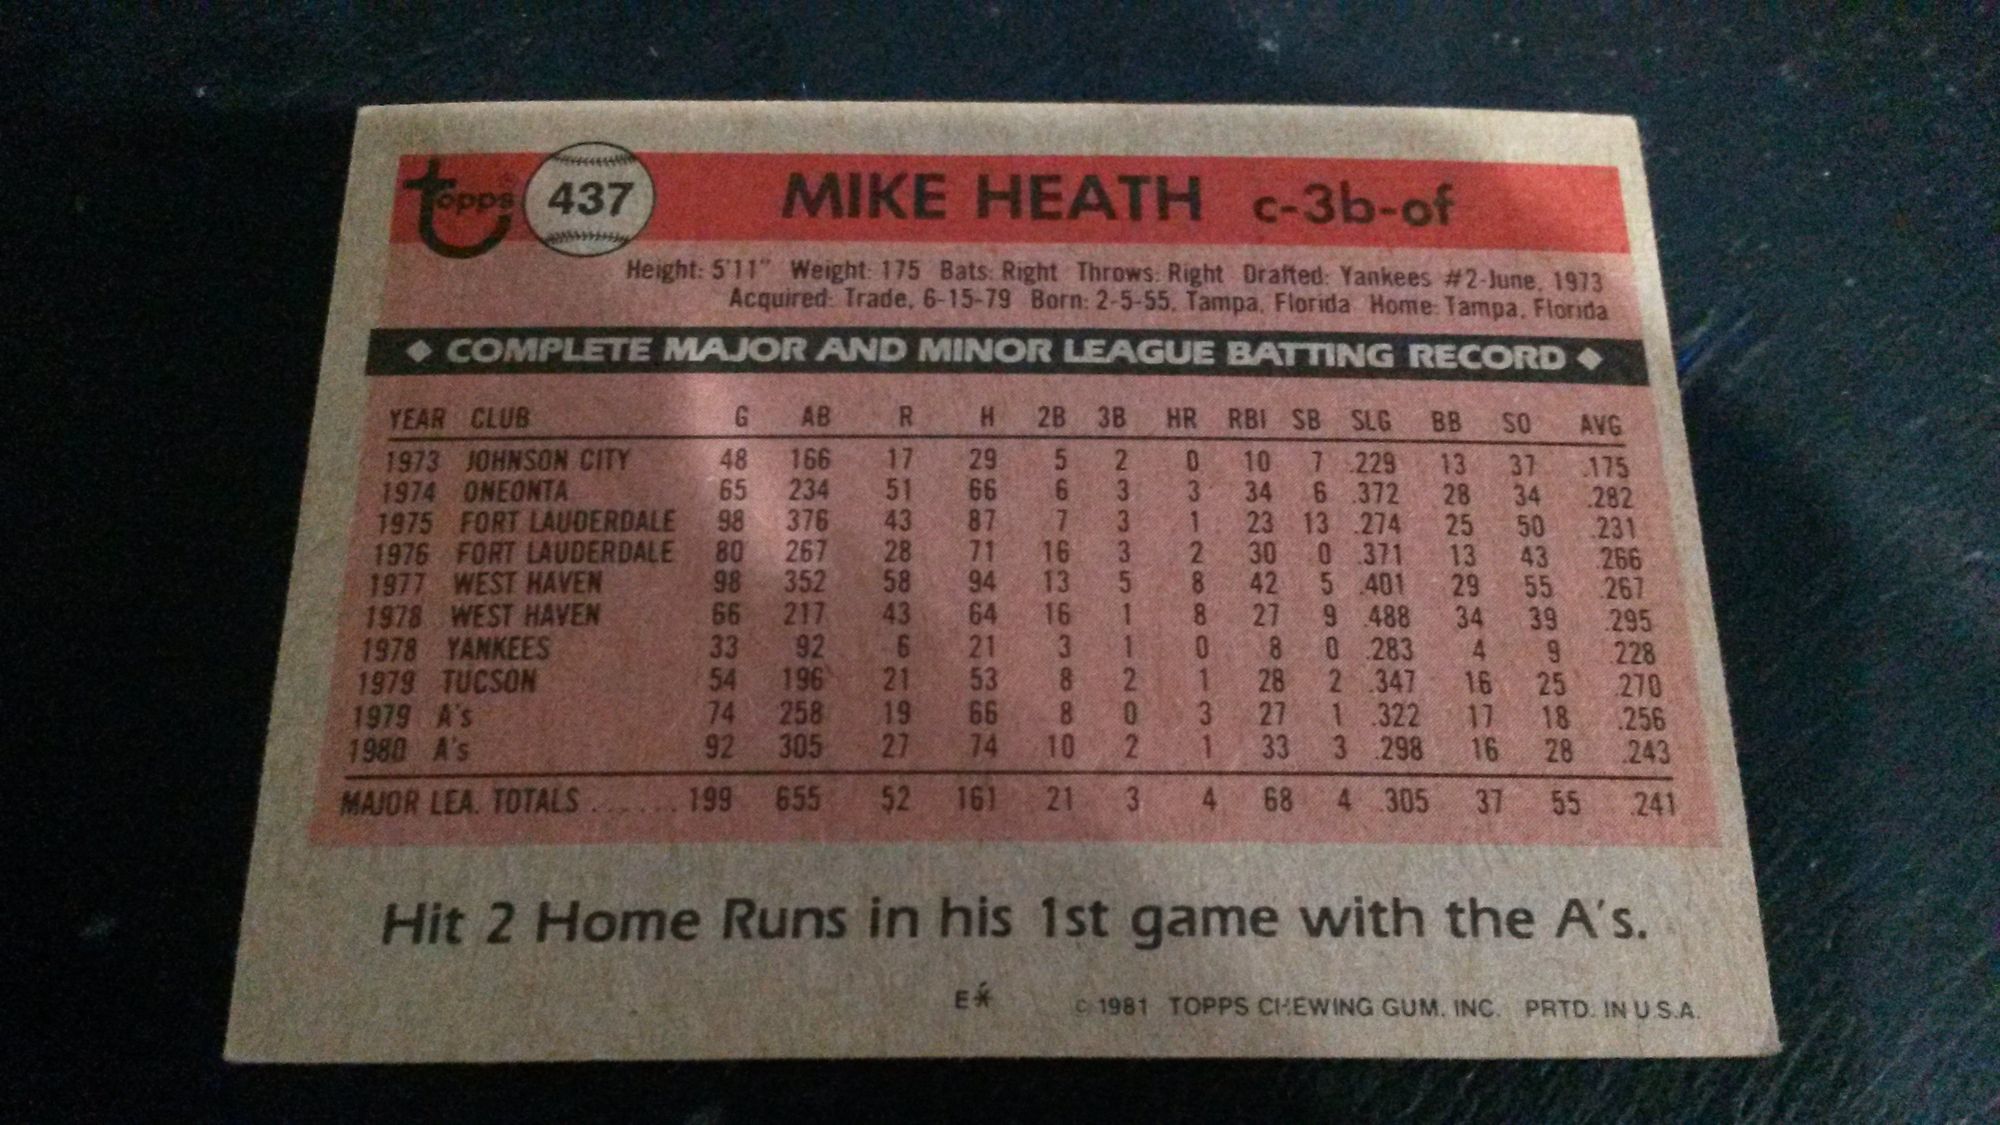 topps® 437 MIKE HEATH c-3b-of
Height: 5'11" Weight: 175 Bats: Right Throws: Right Drafted: Yankees #2-June, 1973
Acquired: Trade, 6-15-79 Born: 2-5-55, Tampa, Florida Home: Tampa, Florida
◆ COMPLETE MAJOR AND MINOR LEAGUE BATTING RECORD ◆
YEAR CLUB G AB R H 2B 3B HR RBI SB SLG BB SO AVG
1973 JOHNSON CITY 48 166 17 29 5 2 0 10 7 .229 13 37 .175
1974 ONEONTA 65 234 51 66 6 3 3 34 6 .372 28 34 .282
1975 FORT LAUDERDALE 98 376 43 87 7 3 1 23 13 .274 25 50 .231
1976 FORT LAUDERDALE 80 267 28 71 16 3 2 30 0 .371 13 43 .266
1977 WEST HAVEN 98 352 58 94 13 5 8 42 5 .401 29 55 .267
1978 WEST HAVEN 66 217 43 64 16 1 8 27 9 .488 34 39 .295
1978 YANKEES 33 92 6 21 3 1 0 8 0 .283 4 9 .228
1979 TUCSON 54 196 21 53 8 2 1 28 2 .347 16 25 .270
1979 A's 74 258 19 66 8 0 3 27 1 .322 17 18 .256
1980 A's 92 305 27 74 10 2 1 33 3 .298 16 28 .243
MAJOR LEA. TOTALS ...... 199 655 52 161 21 3 4 68 4 .305 37 55 .241
Hit 2 Home Runs in his 1st game with the A's.
E* © 1981 TOPPS CHEWING GUM, INC. PRTD. IN U.S.A.